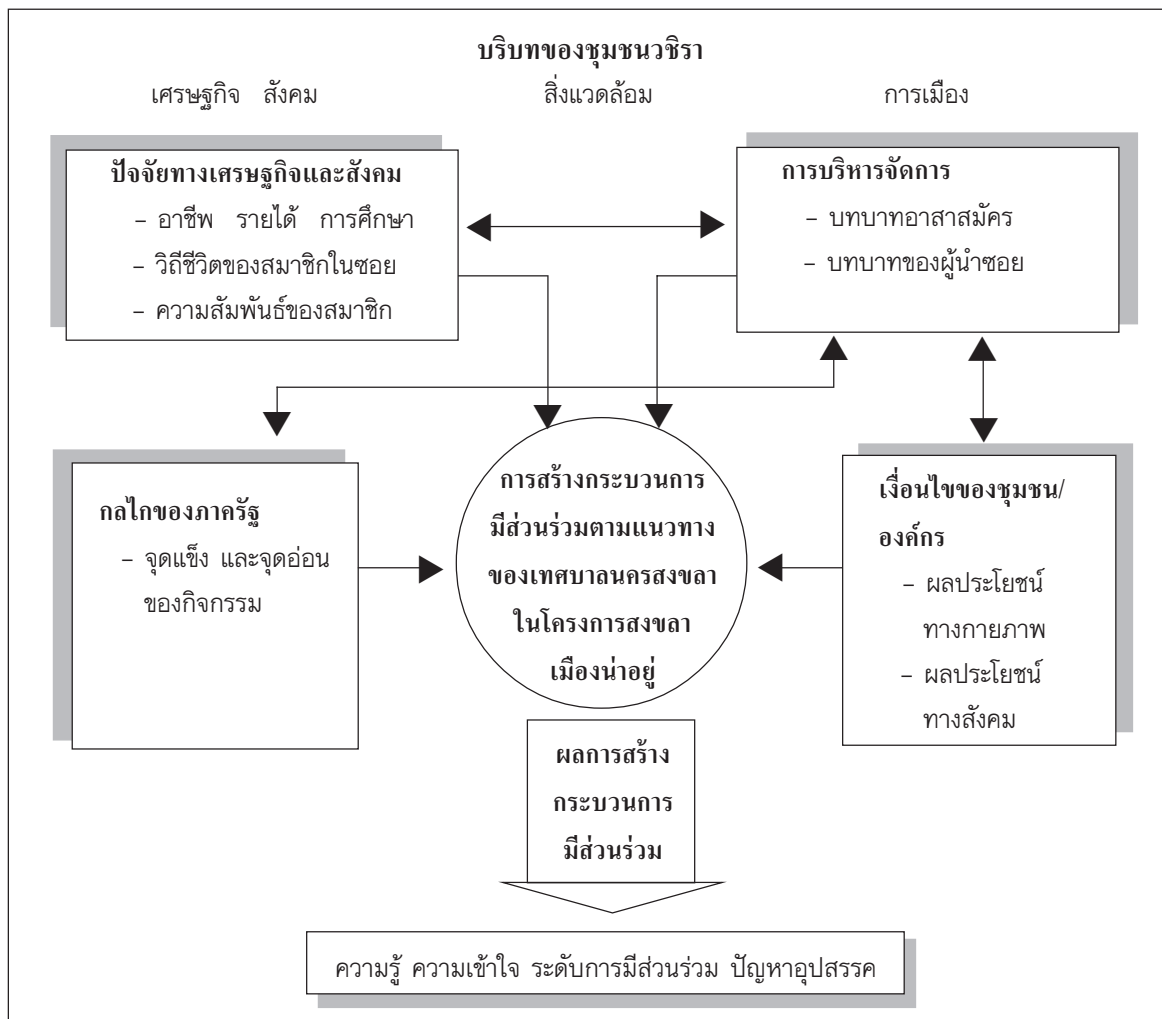 บริบทของชุมชนวชิรา
เศรษฐกิจ สังคม
สิ่งแวดล้อม
การเมือง
ปัจจัยทางเศรษฐกิจและสังคม
– อาชีพ รายได้ การศึกษา
– วิถีชีวิตของสมาชิกในซอย
– ความสัมพันธ์ของสมาชิก
การบริหารจัดการ
– บทบาทอาสาสมัคร
– บทบาทของผู้นำซอย
กลไกของภาครัฐ
– จุดแข็ง และจุดอ่อน
ของกิจกรรม
การสร้างกระบวนการ
มีส่วนร่วมตามแนวทาง
ของเทศบาลนครสงขลา
ในโครงการสงขลา
เมืองน่าอยู่
เงื่อนไขของชุมชน/
องค์กร
– ผลประโยชน์
ทางกายภาพ
– ผลประโยชน์
ทางสังคม
ผลการสร้าง
กระบวนการ
มีส่วนร่วม
ความรู้ ความเข้าใจ ระดับการมีส่วนร่วม ปัญหาอุปสรรค